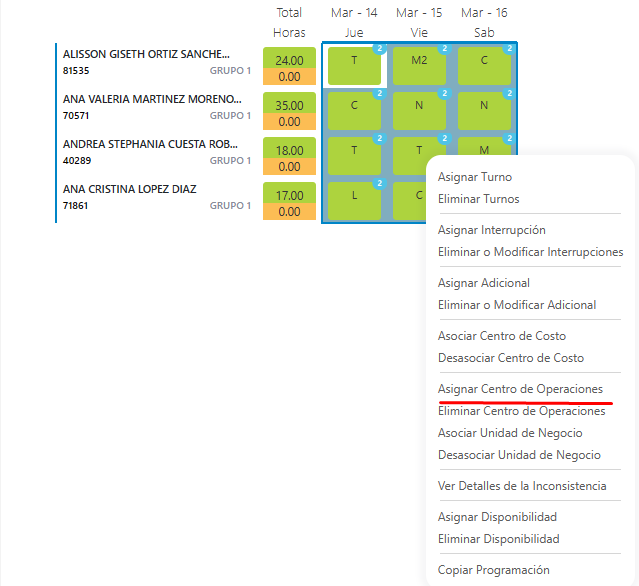 Total Mar - 14 Mar - 15 Mar - 16
Horas Jue Vie Sab
ALISSON GISETH ORTIZ SANCHE... 24.00 T 2 M2 2 C 2
81535 GRUPO 1 0.00
ANA VALERIA MARTINEZ MORENO... 35.00 C 2 N 2 N 2
70571 GRUPO 1 0.00
ANDREA STEPHANIA CUESTA ROB... 18.00 T 2 T 2 M 2
40289 GRUPO 1 0.00
ANA CRISTINA LOPEZ DIAZ 17.00 L 2 C
71861 GRUPO 1 0.00
Asignar Turno
Eliminar Turnos
Asignar Interrupción
Eliminar o Modificar Interrupciones
Asignar Adicional
Eliminar o Modificar Adicional
Asociar Centro de Costo
Desasociar Centro de Costo
Asignar Centro de Operaciones
Eliminar Centro de Operaciones
Asociar Unidad de Negocio
Desasociar Unidad de Negocio
Ver Detalles de la Inconsistencia
Asignar Disponibilidad
Eliminar Disponibilidad
Copiar Programación